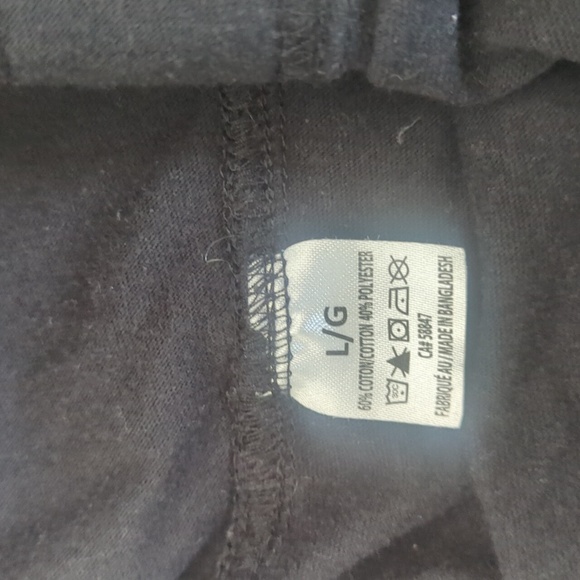 L/G
60% COTON/COTTON 40% POLYESTER
CA# 58847
FABRIQUÉ AU / MADE IN BANGLADESH